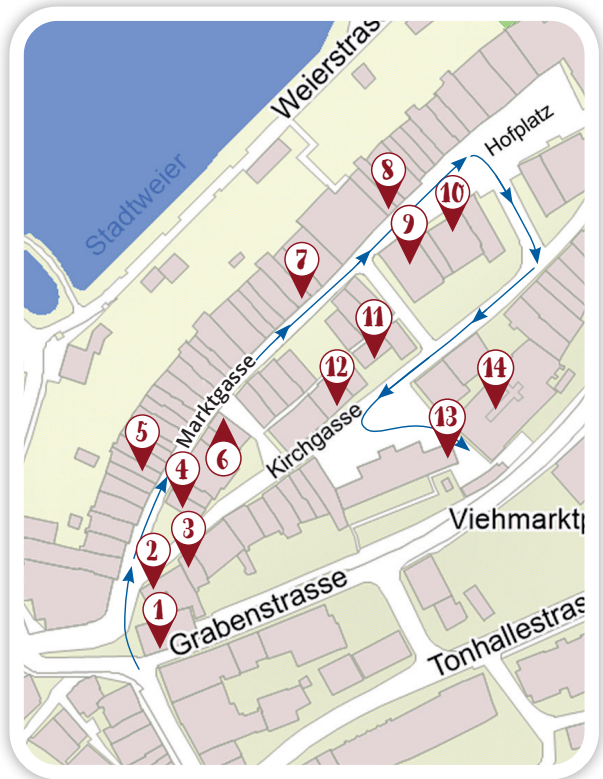 Weierstras
Hofplatz
Stadtweier
8
10
9
7
11
12
Marktgasse
14
13
5
6
4
Kirchgasse
3
Viehmarktp
2
1
Grabenstrasse
Tonhallestras